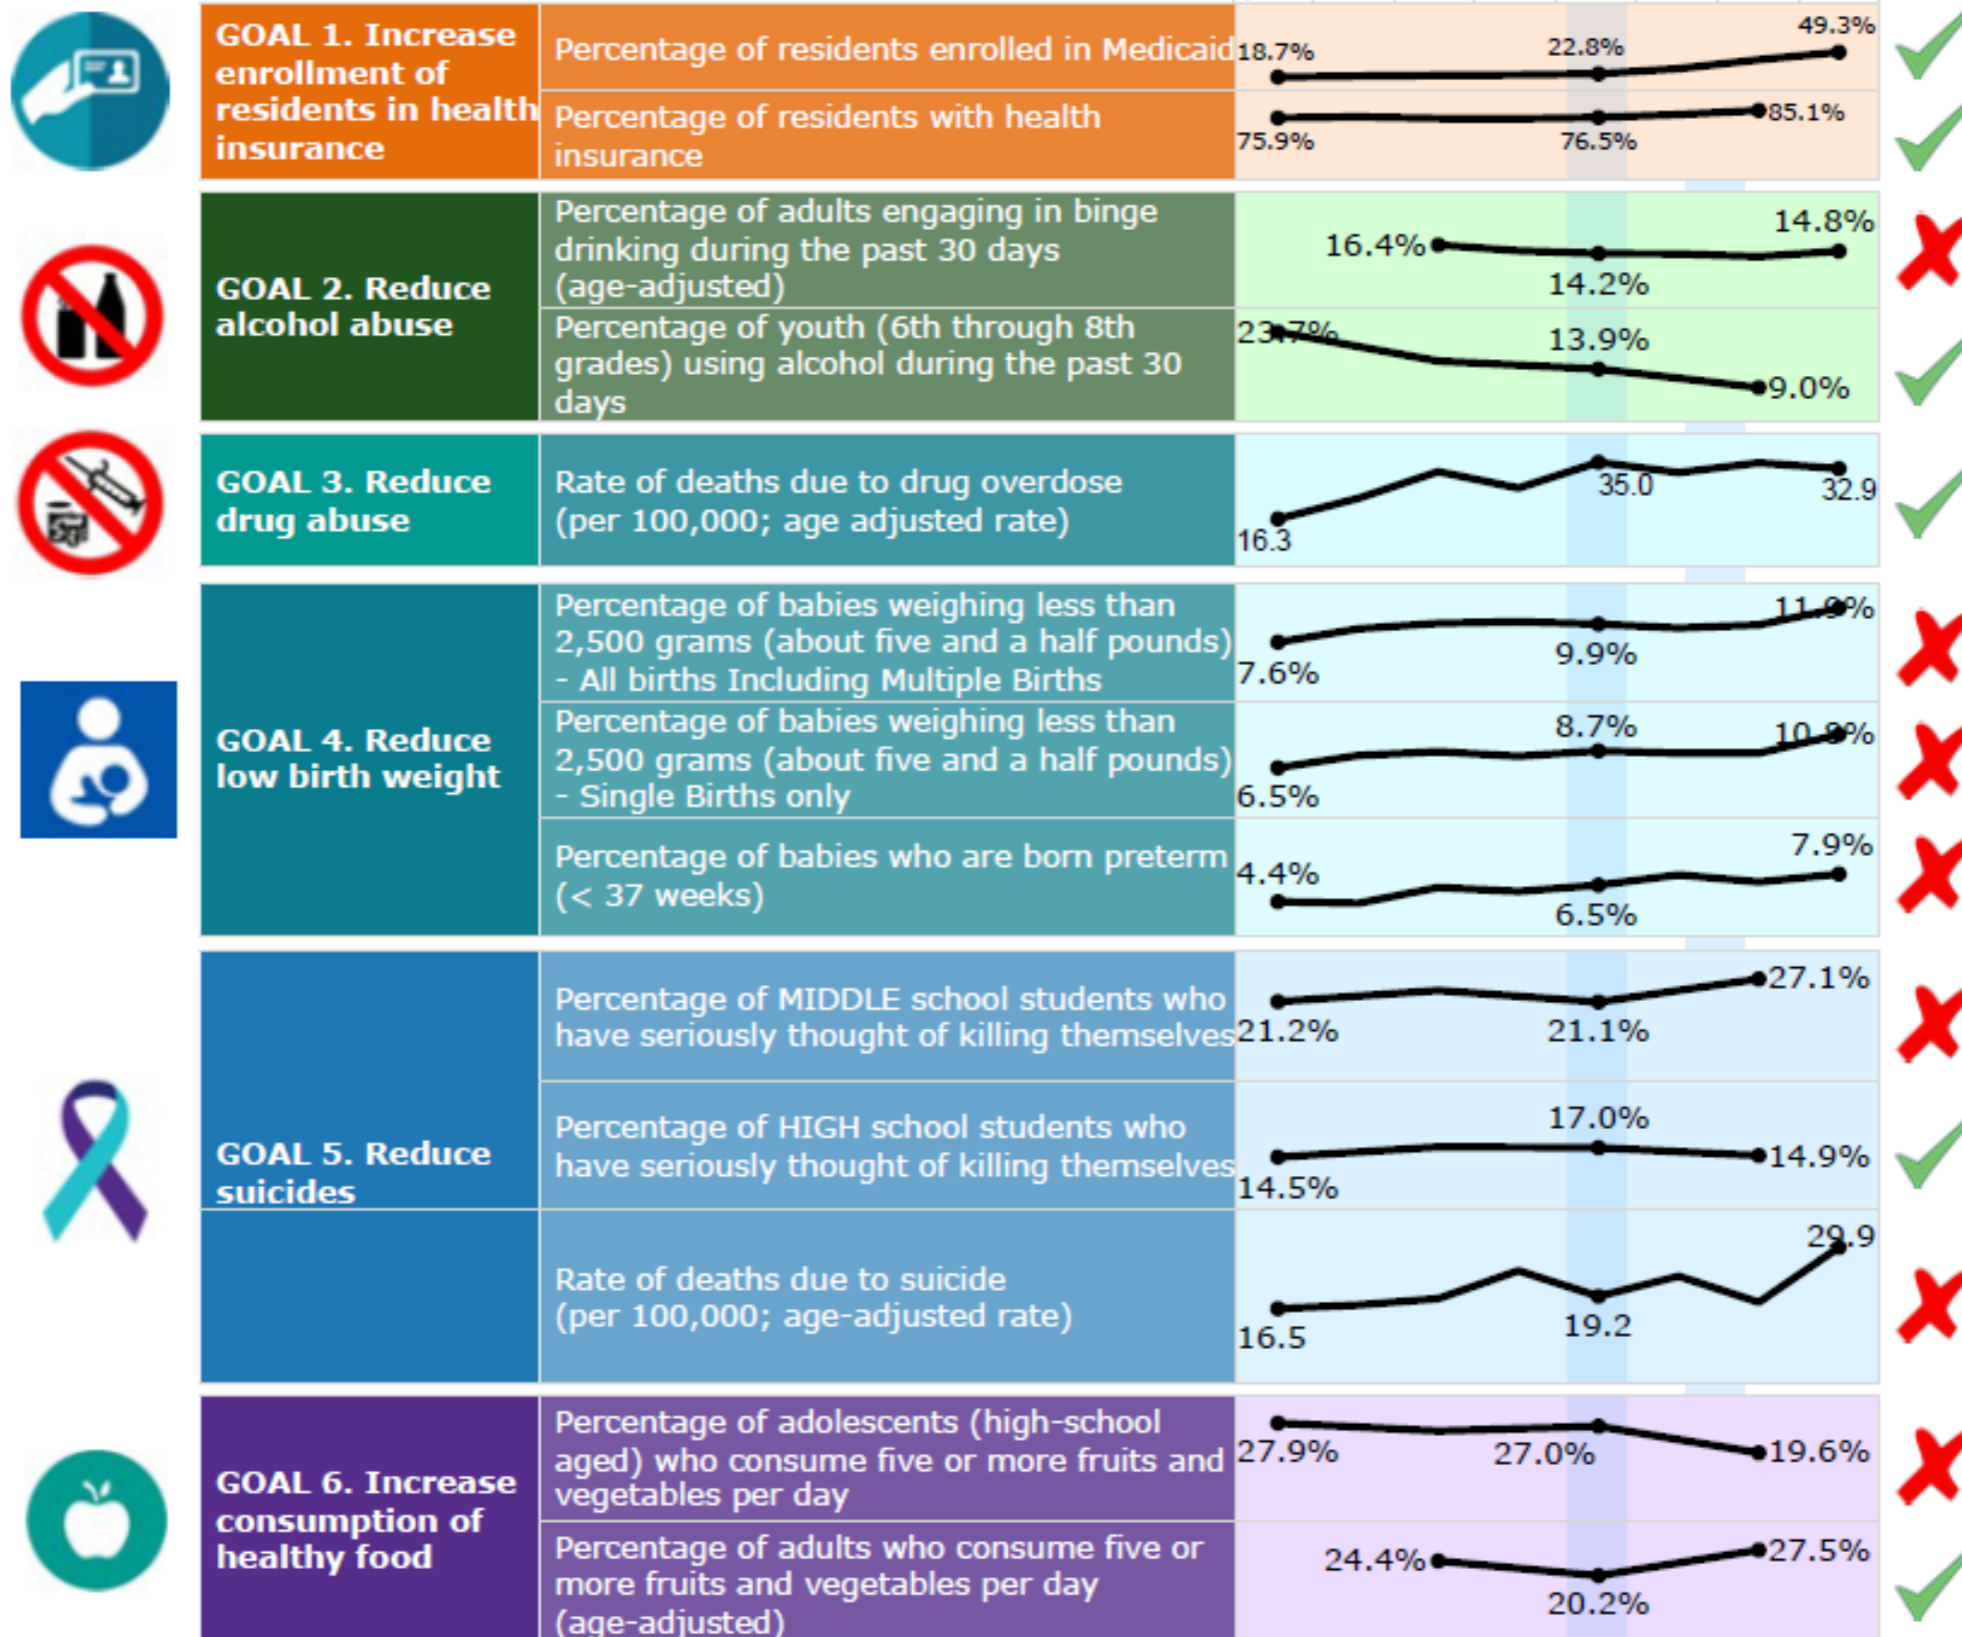 GOAL 1. Increase
enrollment of
residents in health
insurance
Percentage of residents enrolled in Medicaid
18.7%
22.8%
49.3%
Percentage of residents with health
insurance
75.9%
76.5%
85.1%
GOAL 2. Reduce
alcohol abuse
Percentage of adults engaging in binge
drinking during the past 30 days
(age-adjusted)
16.4%
14.2%
14.8%
Percentage of youth (6th through 8th
grades) using alcohol during the past 30
days
23.7%
13.9%
9.0%
GOAL 3. Reduce
drug abuse
Rate of deaths due to drug overdose
(per 100,000; age adjusted rate)
16.3
35.0
32.9
GOAL 4. Reduce
low birth weight
Percentage of babies weighing less than
2,500 grams (about five and a half pounds)
- All births Including Multiple Births
7.6%
9.9%
Percentage of babies weighing less than
2,500 grams (about five and a half pounds)
- Single Births only
6.5%
8.7%
Percentage of babies who are born preterm
(< 37 weeks)
4.4%
6.5%
7.9%
GOAL 5. Reduce
suicides
Percentage of MIDDLE school students who
have seriously thought of killing themselves
21.2%
21.1%
27.1%
Percentage of HIGH school students who
have seriously thought of killing themselves
14.5%
17.0%
14.9%
Rate of deaths due to suicide
(per 100,000; age-adjusted rate)
16.5
19.2
29.9
GOAL 6. Increase
consumption of
healthy food
Percentage of adolescents (high-school
aged) who consume five or more fruits and
vegetables per day
27.9%
27.0%
19.6%
Percentage of adults who consume five or
more fruits and vegetables per day
(age-adjusted)
24.4%
20.2%
27.5%